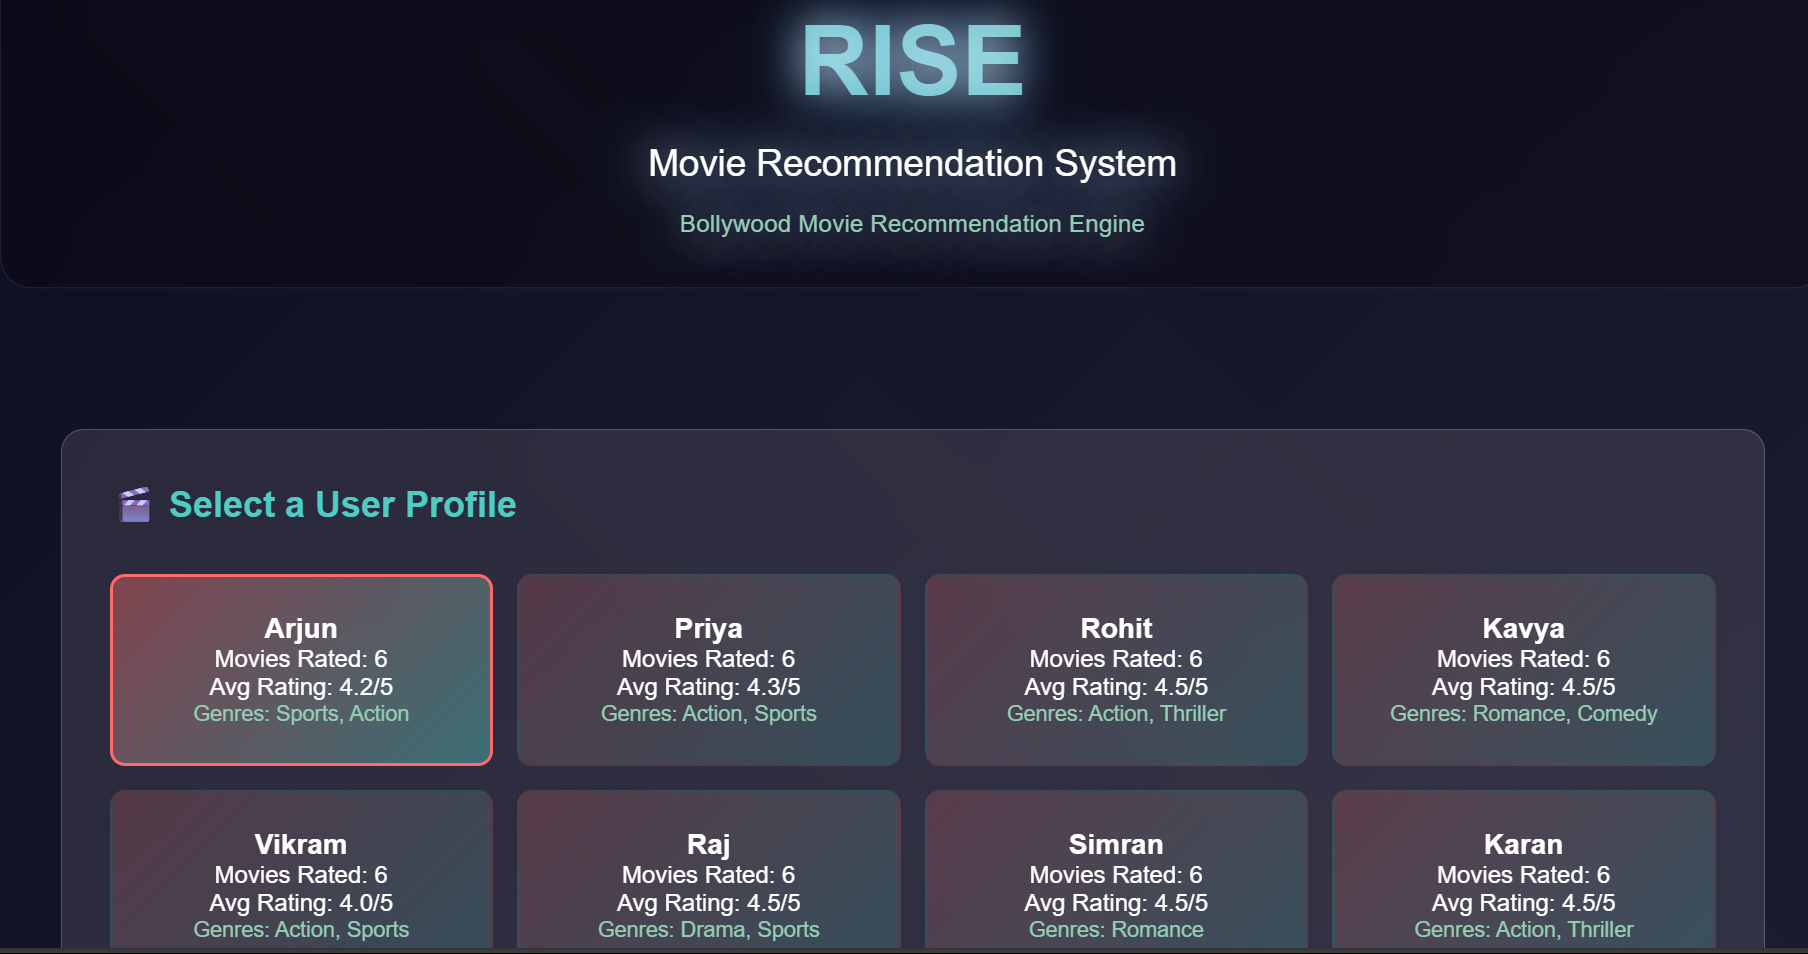 RISE
Movie Recommendation System
Bollywood Movie Recommendation Engine
Select a User Profile
Arjun
Movies Rated: 6
Avg Rating: 4.2/5
Genres: Sports, Action
Priya
Movies Rated: 6
Avg Rating: 4.3/5
Genres: Action, Sports
Rohit
Movies Rated: 6
Avg Rating: 4.5/5
Genres: Action, Thriller
Kavya
Movies Rated: 6
Avg Rating: 4.5/5
Genres: Romance, Comedy
Vikram
Movies Rated: 6
Avg Rating: 4.0/5
Genres: Action, Sports
Raj
Movies Rated: 6
Avg Rating: 4.5/5
Genres: Drama, Sports
Simran
Movies Rated: 6
Avg Rating: 4.5/5
Genres: Romance
Karan
Movies Rated: 6
Avg Rating: 4.5/5
Genres: Action, Thriller